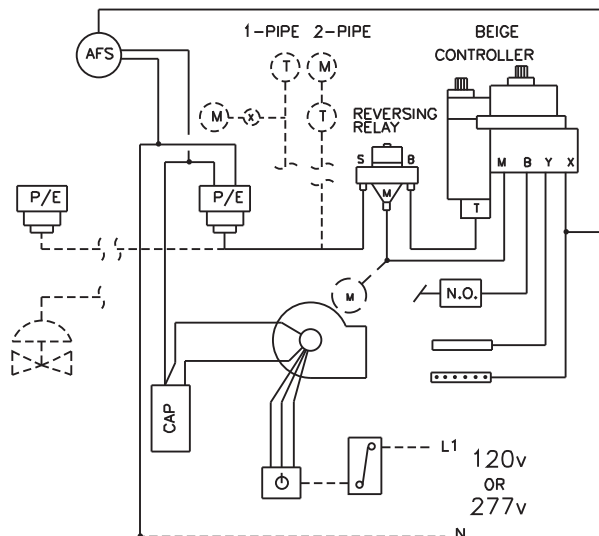 1-PIPE 2-PIPE
BEIGE
CONTROLLER
AFS
T
M
M
X
T
REVERSING
RELAY
S
B
M
M B Y X
T
P/E
P/E
M
N.O.
CAP
L1
120v
OR
277v
N